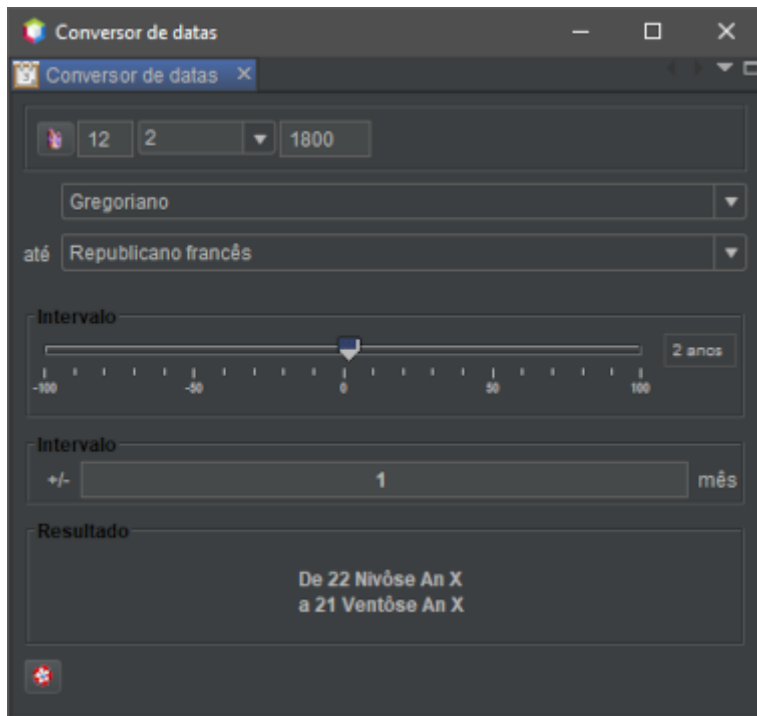 Conversor de datas
Conversor de datas
12 2 1800
Gregoriano
até Republicano francês
Intervalo
2 anos
-100 -50 0 50 100
Intervalo
+/- 1 mês
Resultado
De 22 Nivôse An X
a 21 Ventôse An X